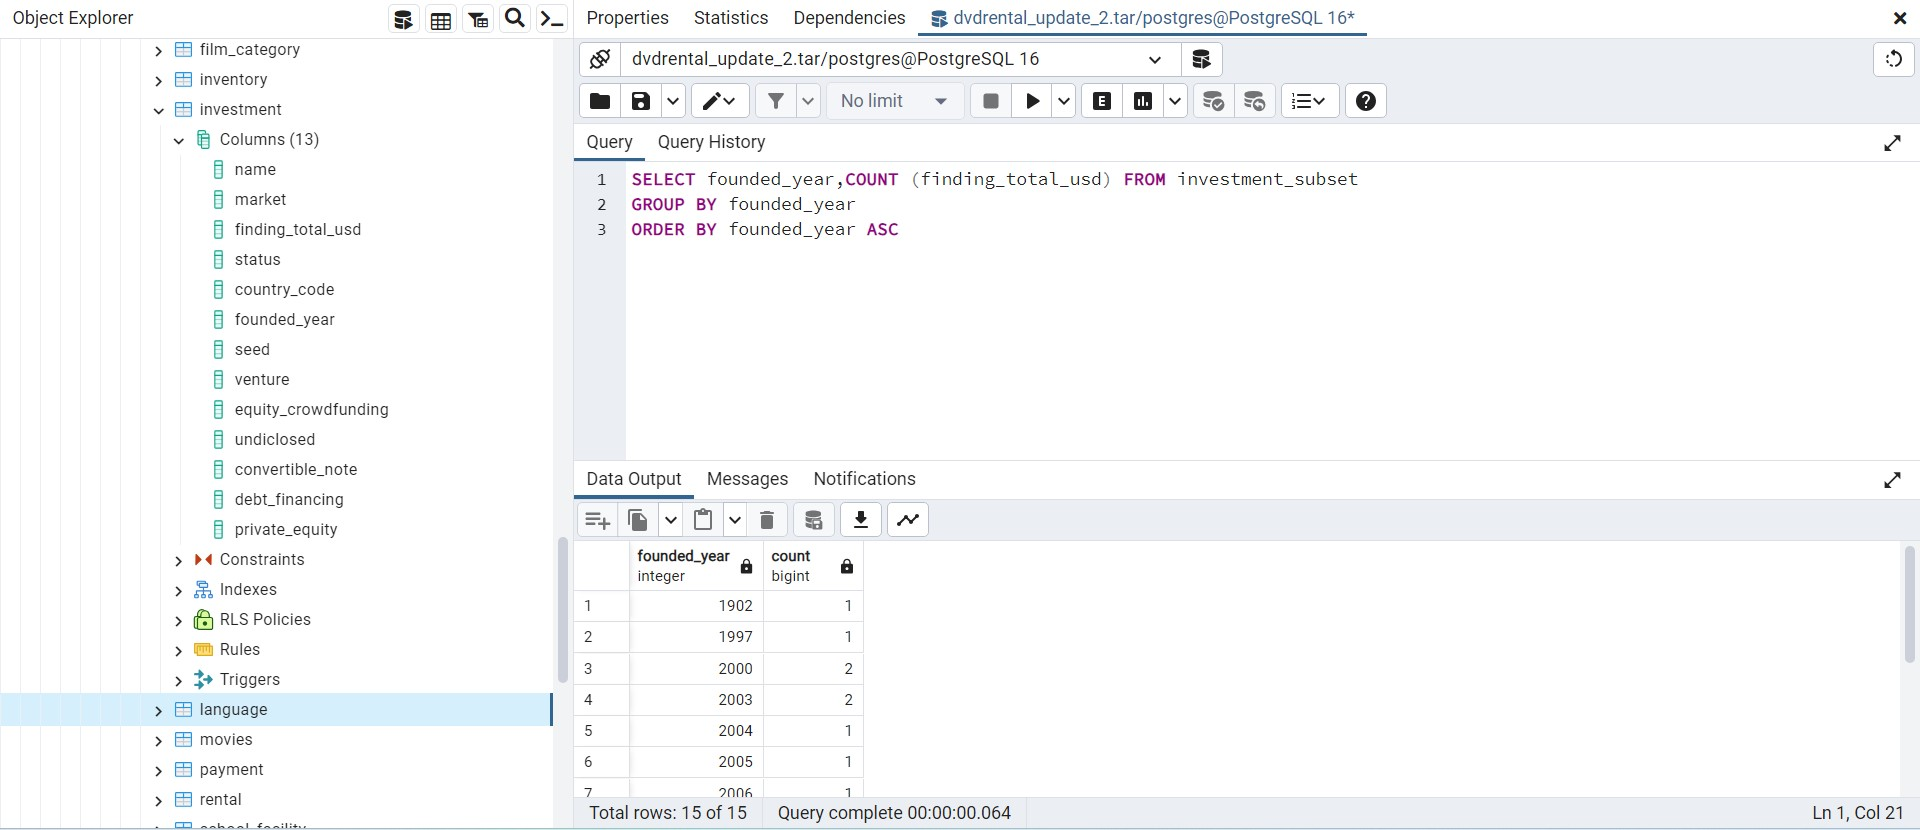 Object Explorer
film_category
inventory
investment
Columns (13)
name
market
finding_total_usd
status
country_code
founded_year
seed
venture
equity_crowdfunding
undiclosed
convertible_note
debt_financing
private_equity
Constraints
Indexes
RLS Policies
Rules
Triggers
language
movies
payment
rental
Properties Statistics Dependencies dvdrental_update_2.tar/postgres@PostgreSQL 16*
dvdrental_update_2.tar/postgres@PostgreSQL 16
No limit
E
Query Query History
1 SELECT founded_year,COUNT (finding_total_usd) FROM investment_subset
2 GROUP BY founded_year
3 ORDER BY founded_year ASC
Data Output Messages Notifications
founded_year count
integer bigint
1 1902 1
2 1997 1
3 2000 2
4 2003 2
5 2004 1
6 2005 1
7 2006 1
Total rows: 15 of 15 Query complete 00:00:00.064 Ln 1, Col 21